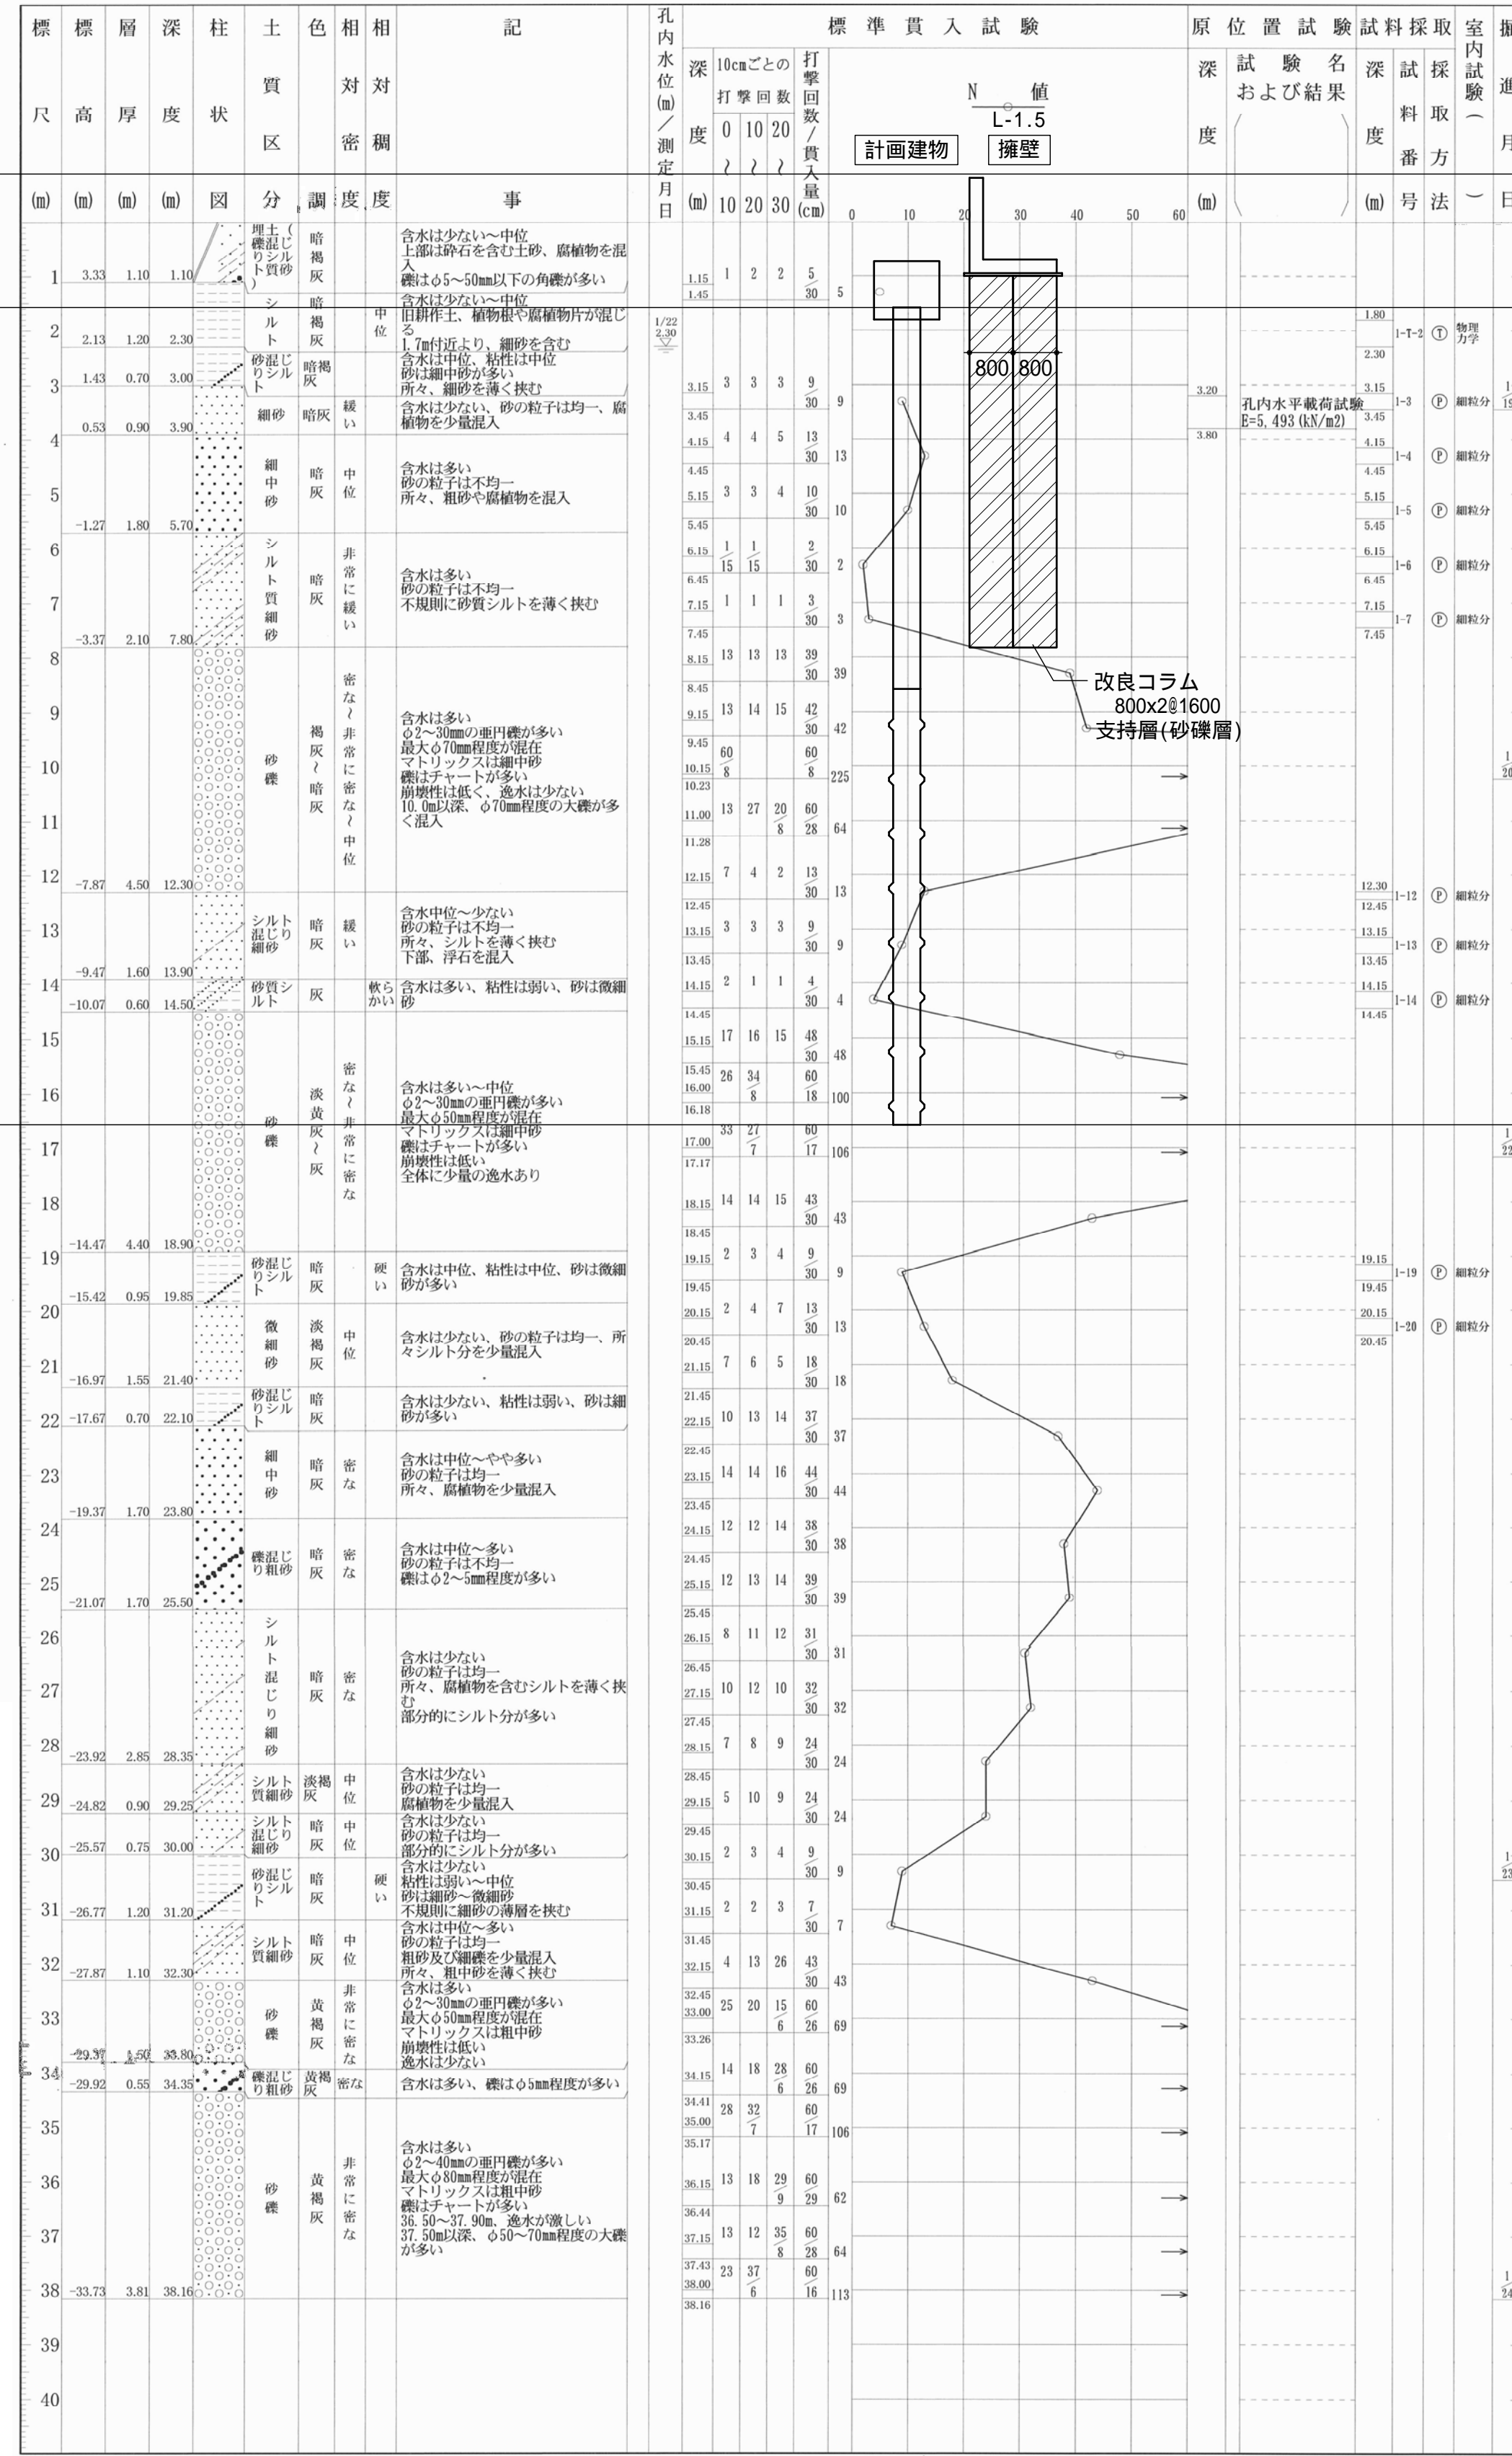 標尺(m)
標高(m)
層厚(m)
深度(m)
柱状図
土質区分
色調
相対密度
相対稠度
記事
孔内水位(m)／測定月日
標準貫入試験
深度(m)
10cmごとの
打撃回数
0 10 20
～ ～ ～
10 20 30
打撃回数／貫入量(cm)
N 値
L-1.5
計画建物
擁壁
0 10 20 30 40 50 60
原位置試験
深度(m)
試験名
および結果
試料採取
深度(m)
試料番号
採取方法
室内試験（ ）
1 3.33 1.10 1.10
埋土(礫混じりシルト質砂)
暗褐灰
含水は少ない～中位
上部は砕石を含む土砂、腐植物を混入
礫はφ5～50mm以下の角礫が多い
1.15 1 2 2 5/30 5
1.45
2 2.13 1.20 2.30
シルト
暗褐灰
中位
含水は少ない～中位
旧耕作土、植物根や腐植物片が混じる
1.7m付近より、細砂を含む
1/22
2.30
1.80
2.30
1-T-2 Ⓣ 物理力学
3 1.43 0.70 3.00
砂混じりシルト
暗褐灰
含水は中位、粘性は中位
砂は細中砂が多い
所々、細砂を薄く挟む
800 800
3.15 3 3 3 9/30 9
3.45
3.20
3.80
孔内水平載荷試験
E=5,493(kN/m2)
3.15
3.45
1-3 Ⓟ 細粒分
4 0.53 0.90 3.90
細砂
暗灰
緩い
含水は少ない、砂の粒子は均一、腐植物を少量混入
4.15 4 4 5 13/30 13
4.45
4.15
4.45
1-4 Ⓟ 細粒分
5 -1.27 1.80 5.70
細中砂
暗灰
中位
含水は多い
砂の粒子は不均一
所々、粗砂や腐植物を混入
5.15 3 3 4 10/30 10
5.45
5.15
5.45
1-5 Ⓟ 細粒分
6
6.15 1/15 1/15 2/30 2
6.45
6.15
6.45
1-6 Ⓟ 細粒分
7 -3.37 2.10 7.80
シルト質細砂
暗灰
非常に緩い
含水は多い
砂の粒子は不均一
不規則に砂質シルトを薄く挟む
7.15 1 1 1 3/30 3
7.45
7.15
7.45
1-7 Ⓟ 細粒分
8
8.15 13 13 13 39/30 39
8.45
改良コラム
800x2@1600
支持層(砂礫層)
9
9.15 13 14 15 42/30 42
9.45
10
60/8 60/8 225
10.15
10.23
11
11.00 13 27 20/8 60/28 64
11.28
12 -7.87 4.50 12.30
砂礫
褐灰～暗灰
密な～非常に密な～中位
含水は多い
φ2～30mmの亜円礫が多い
最大φ70mm程度が混在
マトリックスは細中砂
礫はチャートが多い
崩壊性は低く、逸水は少ない
10.0m以深、φ70mm程度の大礫が多く混入
12.15 7 4 2 13/30 13
12.45
12.30
12.45
1-12 Ⓟ 細粒分
13 -9.47 1.60 13.90
シルト混じり細砂
暗灰
緩い
含水中位～少ない
砂の粒子は不均一
所々、シルトを薄く挟む
下部、浮石を混入
13.15 3 3 3 9/30 9
13.45
13.15
13.45
1-13 Ⓟ 細粒分
14 -10.07 0.60 14.50
砂質シルト
灰
軟らかい
含水は多い、粘性は弱い、砂は微細砂
14.15 2 1 1 4/30 4
14.45
14.15
14.45
1-14 Ⓟ 細粒分
15
15.15 17 16 15 48/30 48
15.45
16
16.00 26 34/8 60/18 100
16.18
17
17.00 33 27/7 60/17 106
17.17
18 -14.47 4.40 18.90
砂礫
淡黄灰～灰
密な～非常に密な
含水は多い～中位
φ2～30mmの亜円礫が多い
最大φ50mm程度が混在
マトリックスは細中砂
礫はチャートが多い
崩壊性は低い
全体に少量の逸水あり
18.15 14 14 15 43/30 43
18.45
19 -15.42 0.95 19.85
砂混じりシルト
暗灰
硬い
含水は中位、粘性は中位、砂は微細砂が多い
19.15 2 3 4 9/30 9
19.45
19.15
19.45
1-19 Ⓟ 細粒分
20
20.15 2 4 7 13/30 13
20.45
20.15
20.45
1-20 Ⓟ 細粒分
21 -16.97 1.55 21.40
微細砂
淡褐灰
中位
含水は少ない、砂の粒子は均一、所々シルト分を少量混入
21.15 7 6 5 18/30 18
21.45
22 -17.67 0.70 22.10
砂混じりシルト
暗灰
含水は少ない、粘性は弱い、砂は細砂が多い
22.15 10 13 14 37/30 37
22.45
23 -19.37 1.70 23.80
細中砂
暗灰
密な
含水は中位～やや多い
砂の粒子は均一
所々、腐植物を少量混入
23.15 14 14 16 44/30 44
23.45
24
24.15 12 12 14 38/30 38
24.45
25 -21.07 1.70 25.50
礫混じり粗砂
暗灰
密な
含水は中位～多い
砂の粒子は不均一
礫はφ2～5mm程度が多い
25.15 12 13 14 39/30 39
25.45
26
26.15 8 11 12 31/30 31
26.45
27
27.15 10 12 10 32/30 32
27.45
28 -23.92 2.85 28.35
シルト混じり細砂
暗灰
密な
含水は少ない
砂の粒子は均一
所々、腐植物を含むシルトを薄く挟む
部分的にシルト分が多い
28.15 7 8 9 24/30 24
28.45
29 -24.82 0.90 29.25
シルト質細砂
淡褐灰
中位
含水は少ない
砂の粒子は均一
腐植物を少量混入
29.15 5 10 9 24/30 24
29.45
30 -25.57 0.75 30.00
シルト混じり細砂
暗灰
中位
含水は少ない
砂の粒子は均一
部分的にシルト分が多い
30.15 2 3 4 9/30 9
30.45
31 -26.77 1.20 31.20
砂混じりシルト
暗灰
硬い
含水は少ない
粘性は弱い～中位
砂は細砂～微細砂
不規則に細砂の薄層を挟む
31.15 2 2 3 7/30 7
31.45
32 -27.87 1.10 32.30
シルト質細砂
暗灰
中位
含水は中位～多い
砂の粒子は均一
粗砂及び細礫を少量混入
所々、粗中砂を薄く挟む
32.15 4 13 26 43/30 43
32.45
33 -29.37 1.50 33.80
砂礫
黄褐灰
非常に密な
含水は多い
φ2～30mmの亜円礫が多い
最大φ50mm程度が混在
マトリックスは粗中砂
崩壊性は低い
逸水は少ない
33.00 25 20 15/6 60/26 69
33.26
34 -29.92 0.55 34.35
礫混じり粗砂
黄褐灰
密な
含水は多い、礫はφ5mm程度が多い
34.15 14 18 28/6 60/26 69
34.41
35
35.00 28 32/7 60/17 106
35.17
36
36.15 13 18 29/9 60/29 62
36.44
37
37.15 13 12 35/8 60/28 64
37.43
38 -33.73 3.81 38.16
砂礫
黄褐灰
非常に密な
含水は多い
φ2～40mmの亜円礫が多い
最大φ80mm程度が混在
マトリックスは粗中砂
礫はチャートが多い
36.50～37.90m、逸水が激しい
37.50m以深、φ50～70mm程度の大礫が多い
38.00 23 37/6 60/16 113
38.16
39
40